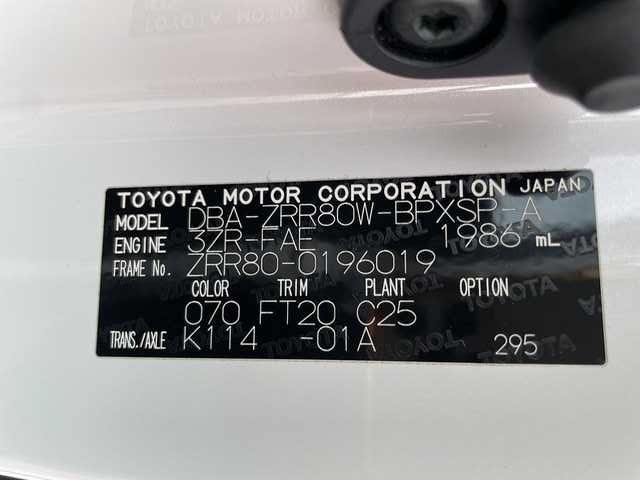 TOYOTA MOTOR CORPORATION JAPAN
MODEL DBA-ZRR80W-BPXSP-A
ENGINE 3ZR-FAE 1986 mL
FRAME No. ZRR80-0196019
COLOR TRIM PLANT OPTION
070 FT20 C25
TRANS./AXLE K114 -01A 295